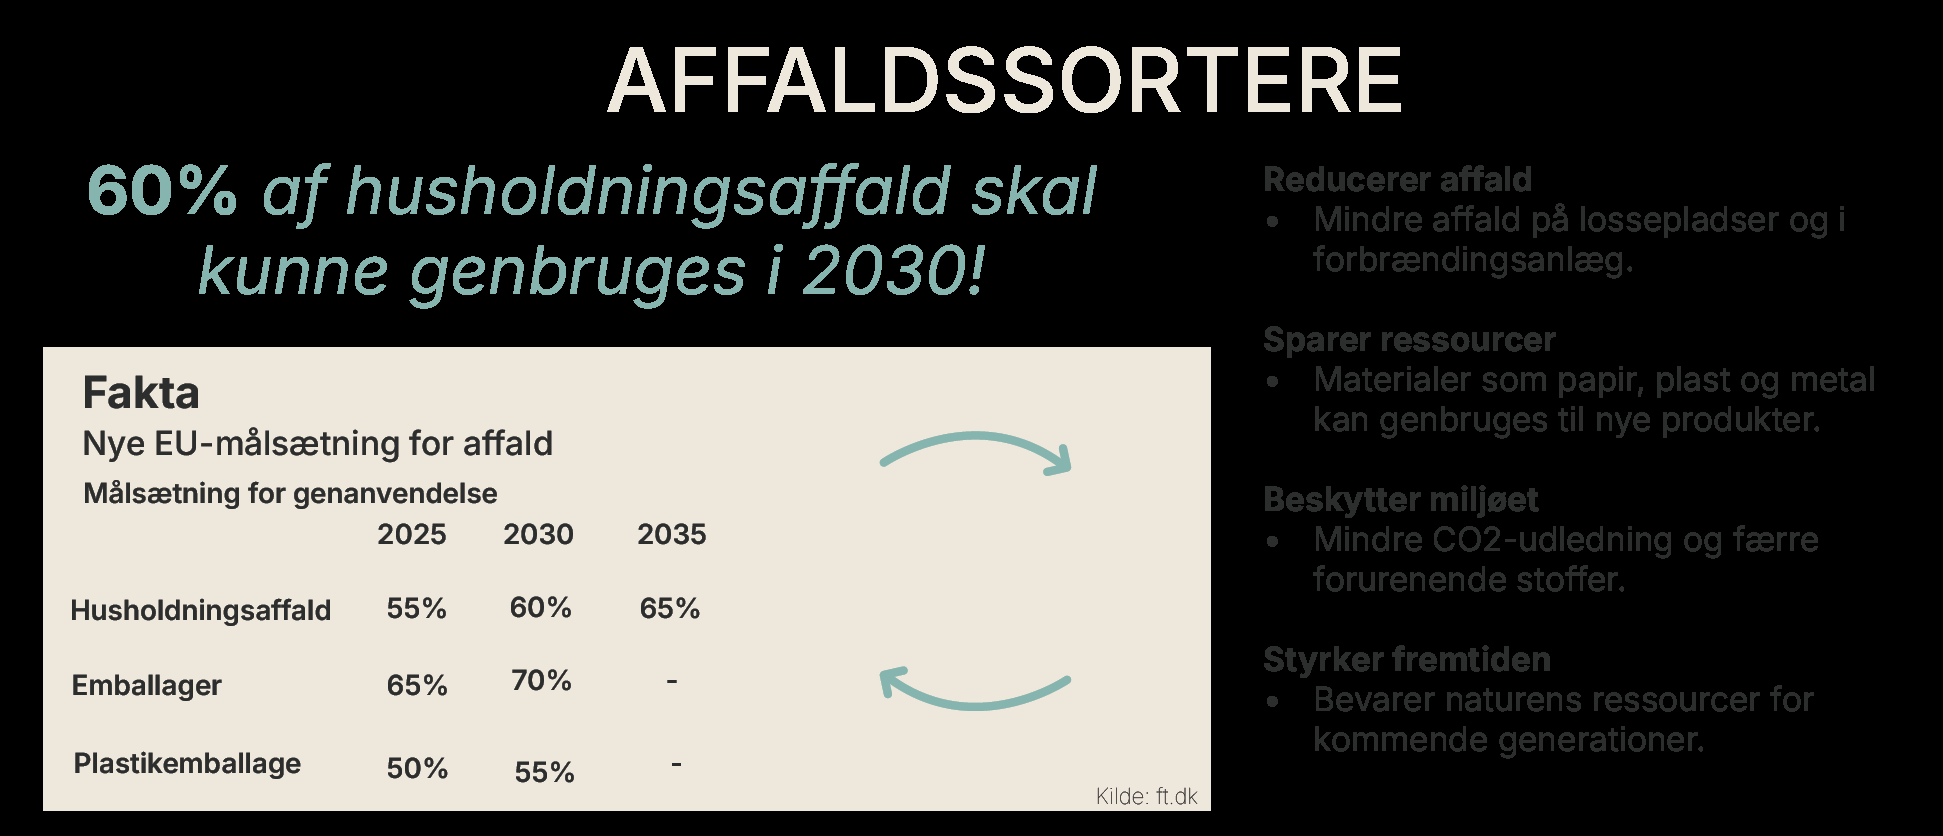 AFFALDSSORTERE
60% af husholdningsaffald skal
kunne genbruges i 2030!
Fakta
Nye EU-målsætning for affald
Målsætning for genanvendelse
2025 2030 2035
Husholdningsaffald 55% 60% 65%
Emballager 65% 70% -
Plastikemballage 50% 55% -
Kilde: ft.dk
Reducerer affald
• Mindre affald på lossepladser og i
forbrændingsanlæg.
Sparer ressourcer
• Materialer som papir, plast og metal
kan genbruges til nye produkter.
Beskytter miljøet
• Mindre CO2-udledning og færre
forurenende stoffer.
Styrker fremtiden
• Bevarer naturens ressourcer for
kommende generationer.